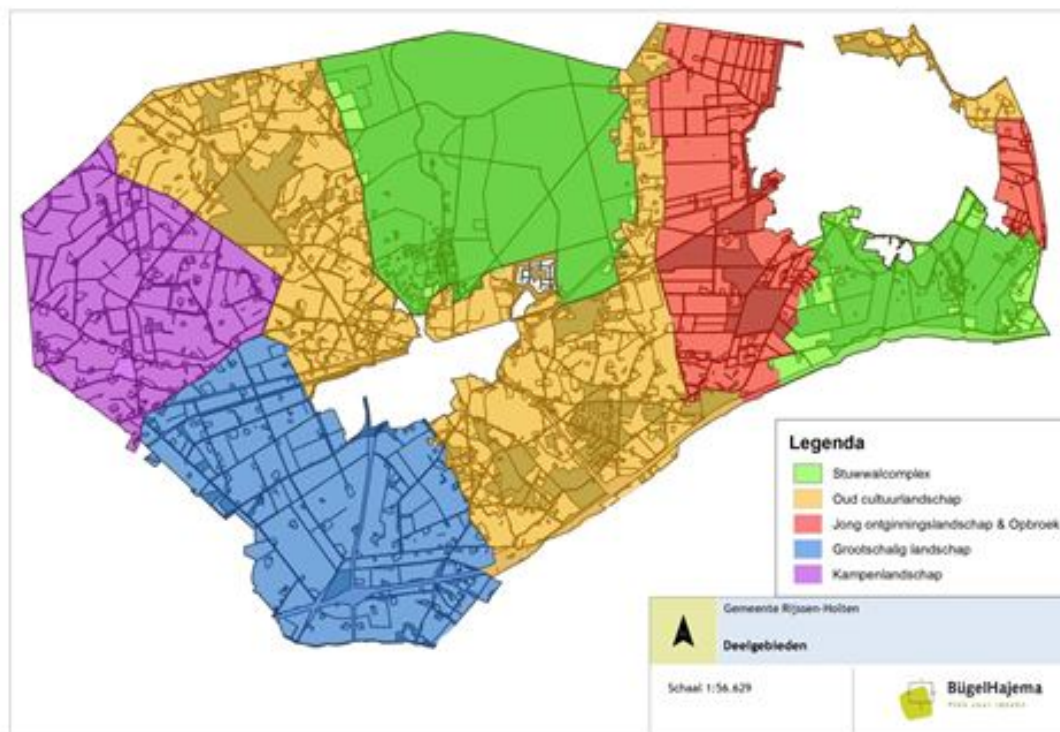 Legenda
Stuwwalcomplex
Oud cultuurlandschap
Jong ontginningslandschap & Opbroek
Grootschalig landschap
Kampenlandschap
Gemeente Rijssen-Holten
Deelgebieden
Schaal 1:56.629
BügelHajema